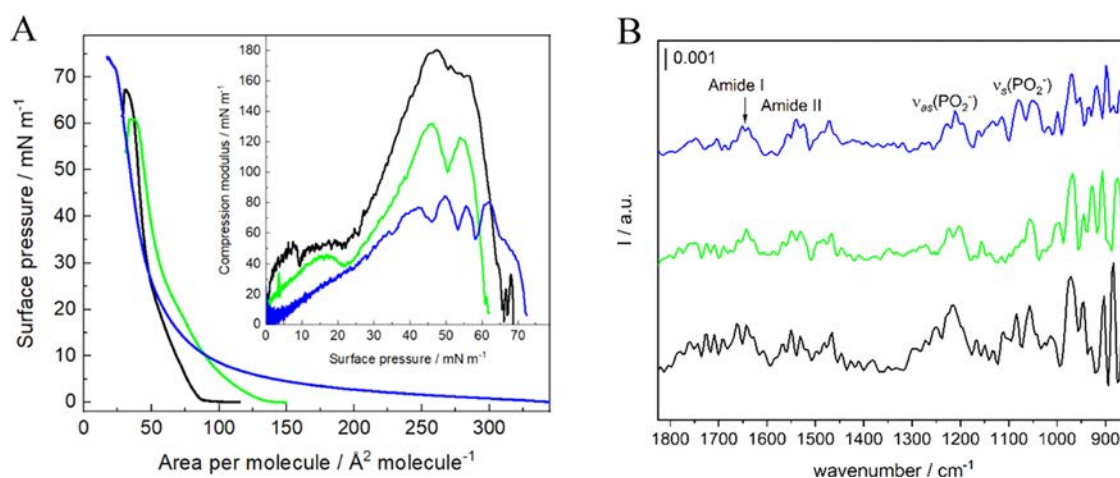 A
Surface pressure / mN m⁻¹
70
60
50
40
30
20
10
0
0 50 100 150 200 250 300
Area per molecule / Å² molecule⁻¹
Compression modulus / mN m⁻¹
180
160
140
120
100
80
60
40
20
0
0 10 20 30 40 50 60 70
Surface pressure / mN m⁻¹
B
0.001
Amide I
Amide II
νas(PO₂⁻)
νs(PO₂⁻)
I / a.u.
1800 1700 1600 1500 1400 1300 1200 1100 1000 900
wavenumber / cm⁻¹